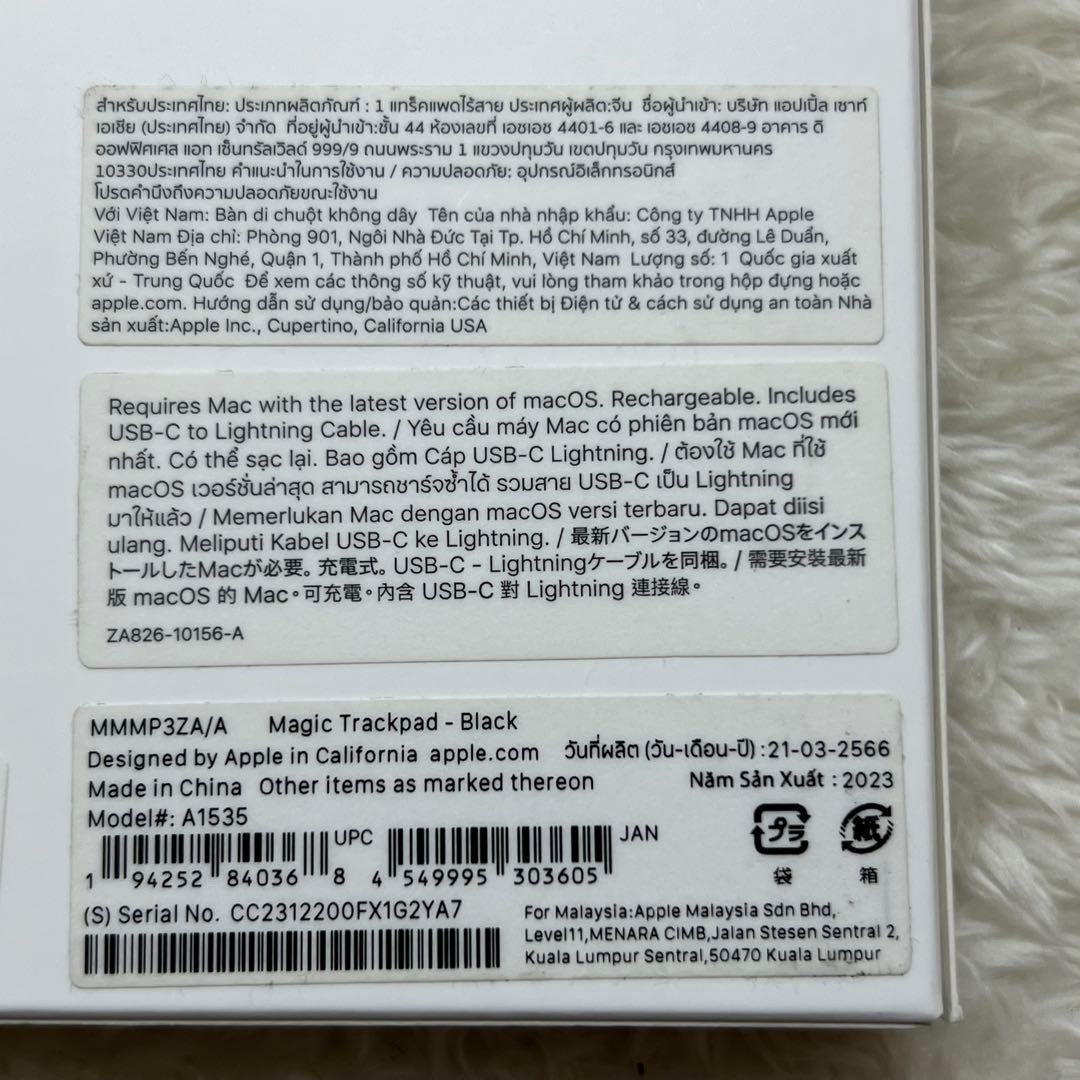 สำหรับประเทศไทย: ประเภทผลิตภัณฑ์ : 1 แทร็คแพดไร้สาย ประเทศผู้ผลิต:จีน ชื่อผู้นำเข้า: บริษัท แอปเปิ้ล เซาท์
เอเชีย (ประเทศไทย) จำกัด ที่อยู่ผู้นำเข้า:ชั้น 44 ห้องเลขที่ เอชเอช 4401-6 และ เอชเอช 4408-9 อาคาร ดิ
ออฟฟิศเศส แอท เซ็นทรัลเวิลด์ 999/9 ถนนพระราม 1 แขวงปทุมวัน เขตปทุมวัน กรุงเทพมหานคร
10330ประเทศไทย คำแนะนำในการใช้งาน / ความปลอดภัย: อุปกรณ์อิเล็กทรอนิกส์
โปรดคำนึงถึงความปลอดภัยขณะใช้งาน
Với Việt Nam: Bàn di chuột không dây Tên của nhà nhập khẩu: Công ty TNHH Apple
Việt Nam Địa chỉ: Phòng 901, Ngôi Nhà Đức Tại Tp. Hồ Chí Minh, số 33, đường Lê Duẩn,
Phường Bến Nghé, Quận 1, Thành phố Hồ Chí Minh, Việt Nam Lượng số: 1 Quốc gia xuất
xứ - Trung Quốc Để xem các thông số kỹ thuật, vui lòng tham khảo trong hộp đựng hoặc
apple.com. Hướng dẫn sử dụng/bảo quản:Các thiết bị Điện tử & cách sử dụng an toàn Nhà
sản xuất:Apple Inc., Cupertino, California USA
Requires Mac with the latest version of macOS. Rechargeable. Includes
USB-C to Lightning Cable. / Yêu cầu máy Mac có phiên bản macOS mới
nhất. Có thể sạc lại. Bao gồm Cáp USB-C Lightning. / ต้องใช้ Mac ที่ใช้
macOS เวอร์ชั่นล่าสุด สามารถชาร์จซ้ำได้ รวมสาย USB-C เป็น Lightning
มาให้แล้ว / Memerlukan Mac dengan macOS versi terbaru. Dapat diisi
ulang. Meliputi Kabel USB-C ke Lightning. / 最新バージョンのmacOSをインス
トールしたMacが必要。充電式。USB-C - Lightningケーブルを同梱。/ 需要安裝最新
版 macOS 的 Mac。可充電。內含 USB-C 對 Lightning 連接線。
ZA826-10156-A
MMMP3ZA/A Magic Trackpad - Black
Designed by Apple in California apple.com วันที่ผลิต (วัน-เดือน-ปี) :21-03-2566
Made in China Other items as marked thereon Năm Sản Xuất : 2023
Model#: A1535
UPC JAN
プラ 紙
1 94252 84036 8 4 549995 303605
袋 箱
(S) Serial No. CC2312200FX1G2YA7
For Malaysia:Apple Malaysia Sdn Bhd,
Level11,MENARA CIMB,Jalan Stesen Sentral 2,
Kuala Lumpur Sentral,50470 Kuala Lumpur